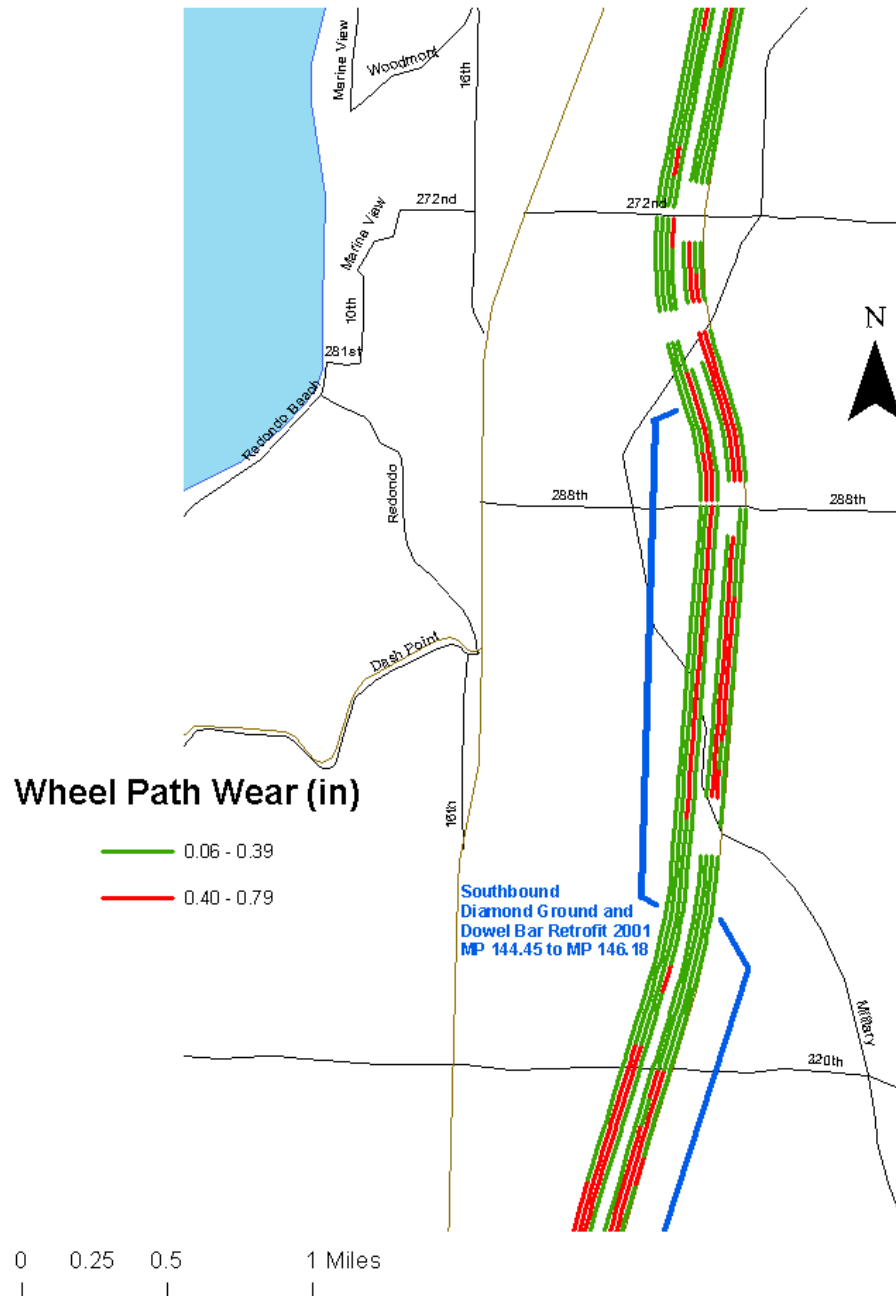 Marine View
Woodmont
16th
272nd
272nd
Marine View
10th
N
281st
Redondo Beach
Redondo
288th
288th
Dash Point
Wheel Path Wear (in)
16th
0.06 - 0.39
0.40 - 0.79
Southbound
Diamond Ground and
Dowel Bar Retrofit 2001
MP 144.45 to MP 146.18
Military
320th
0 0.25 0.5 1 Miles